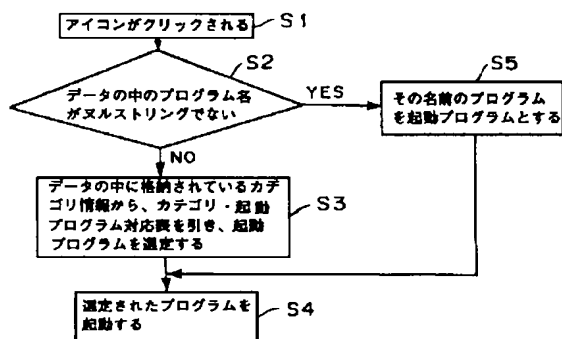 アイコンがクリックされる
S1
S2
データの中のプログラム名
がヌルストリングでない
YES
S5
その名前のプログラム
を起動プログラムとする
NO
データの中に格納されているカテ
ゴリ情報から、カテゴリ・起動
プログラム対応表を引き、起動
プログラムを選定する
S3
選定されたプログラムを
起動する
S4